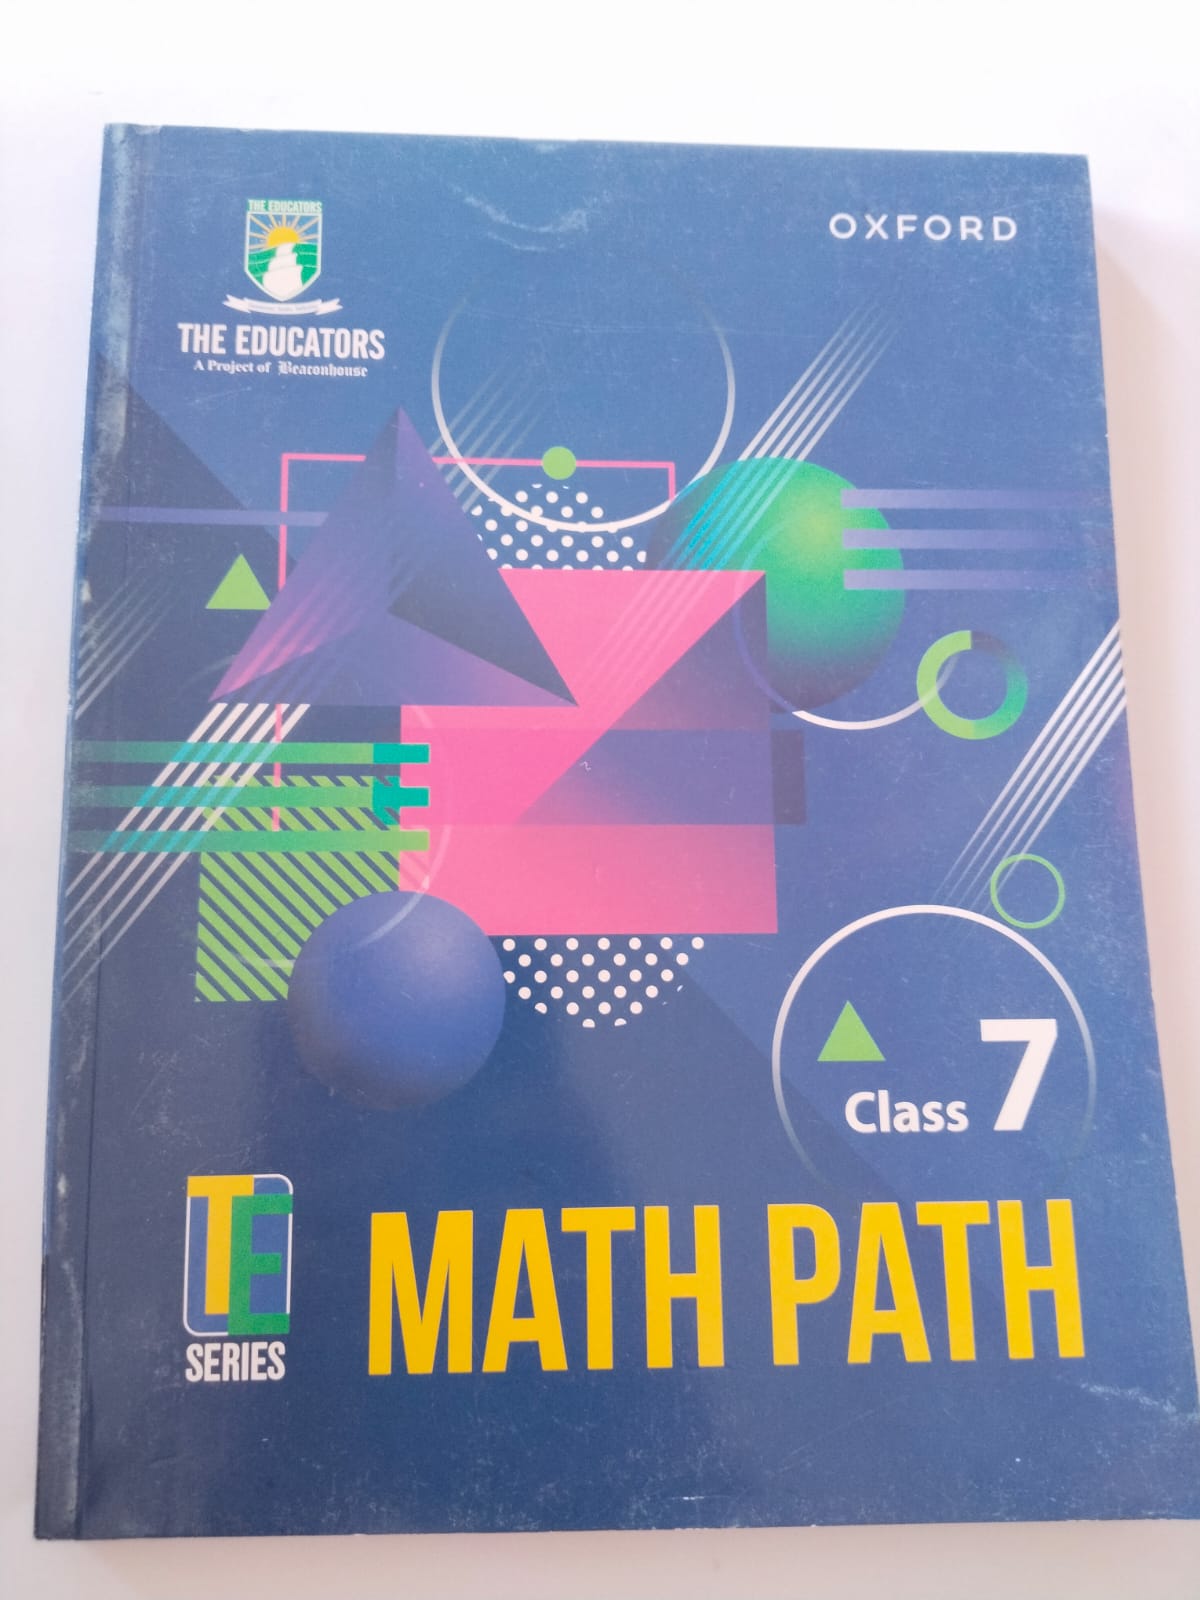 THE EDUCATORS
THE EDUCATORS
A Project of Beaconhouse
OXFORD
Class 7
TE
SERIES
MATH PATH